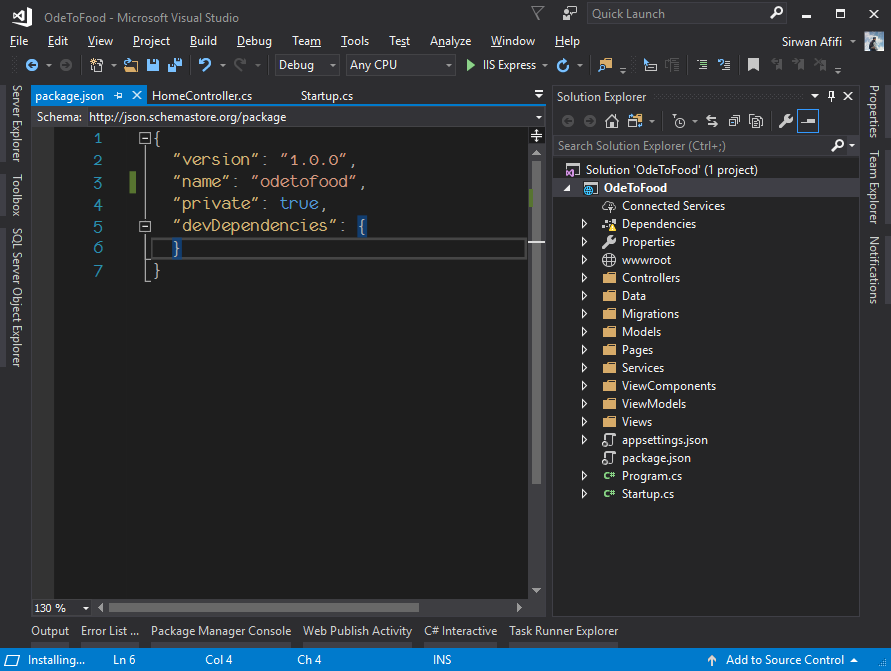 OdeToFood - Microsoft Visual Studio
Quick Launch
File Edit View Project Build Debug Team Tools Test Analyze Window Help
Sirwan Afifi
Debug Any CPU IIS Express
Server Explorer
Toolbox
SQL Server Object Explorer
package.json HomeController.cs Startup.cs
Schema: http://json.schemastore.org/package
1 {
2 "version": "1.0.0",
3 "name": "odetofood",
4 "private": true,
5 "devDependencies": {
6 }
7 }
130 %
Solution Explorer
Search Solution Explorer (Ctrl+;)
Solution 'OdeToFood' (1 project)
OdeToFood
Connected Services
Dependencies
Properties
wwwroot
Controllers
Data
Migrations
Models
Pages
Services
ViewComponents
ViewModels
Views
appsettings.json
package.json
C# Program.cs
C# Startup.cs
Properties
Team Explorer
Notifications
Output Error List ... Package Manager Console Web Publish Activity C# Interactive Task Runner Explorer
Installing... Ln 6 Col 4 Ch 4 INS Add to Source Control